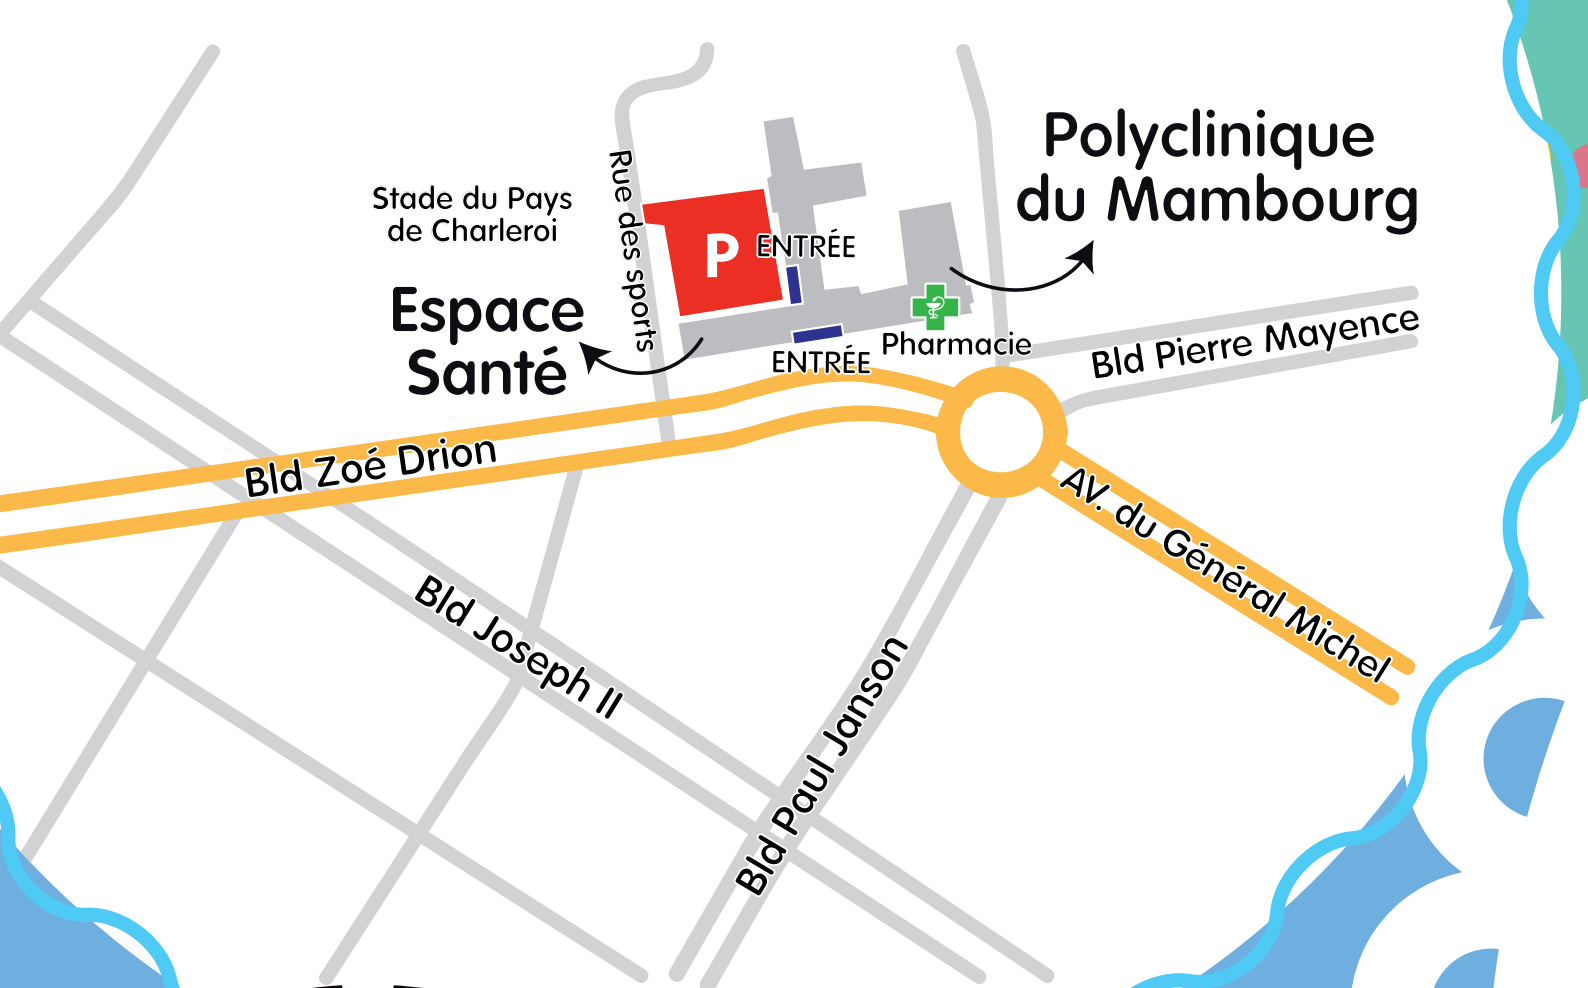 Polyclinique
du Mambourg
Stade du Pays
de Charleroi
Rue des sports
P
ENTRÉE
Espace
Santé
ENTRÉE
Pharmacie
Bld Pierre Mayence
Bld Zoé Drion
AV. du Général Michel
Bld Joseph II
Bld Paul Janson